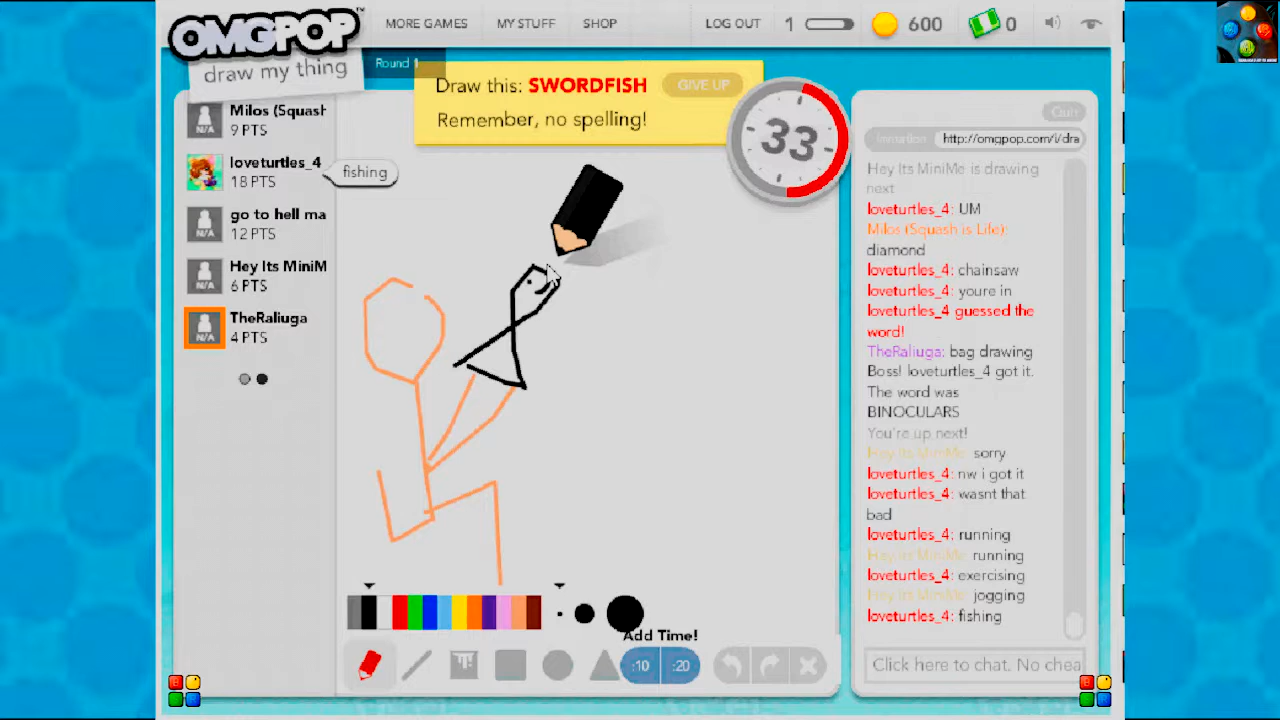 OMGPOP
MORE GAMES
MY STUFF
SHOP
LOG OUT
1
600
0
draw my thing
Round 1
Draw this: SWORDFISH
GIVE UP
Remember, no spelling!
33
Milos (Squash
9 PTS
N/A
loveturtles_4
18 PTS
fishing
go to hell ma
12 PTS
N/A
Hey Its MiniM
6 PTS
N/A
TheRaliuga
4 PTS
N/A
Quit
Invitation
http://omgpop.com/l/dra
Hey Its MiniMe is drawing
next
loveturtles_4: UM
Milos (Squash is Life):
diamond
loveturtles_4: chainsaw
loveturtles_4: youre in
loveturtles_4 guessed the
word!
TheRaliuga: bag drawing
Boss! loveturtles_4 got it.
The word was
BINOCULARS
You're up next!
Hey Its MiniMe: sorry
loveturtles_4: nw i got it
loveturtles_4: wasnt that
bad
loveturtles_4: running
Hey Its MiniMe: running
loveturtles_4: exercising
Hey Its MiniMe: jogging
loveturtles_4: fishing
Click here to chat. No chea
Add Time!
:10
:20